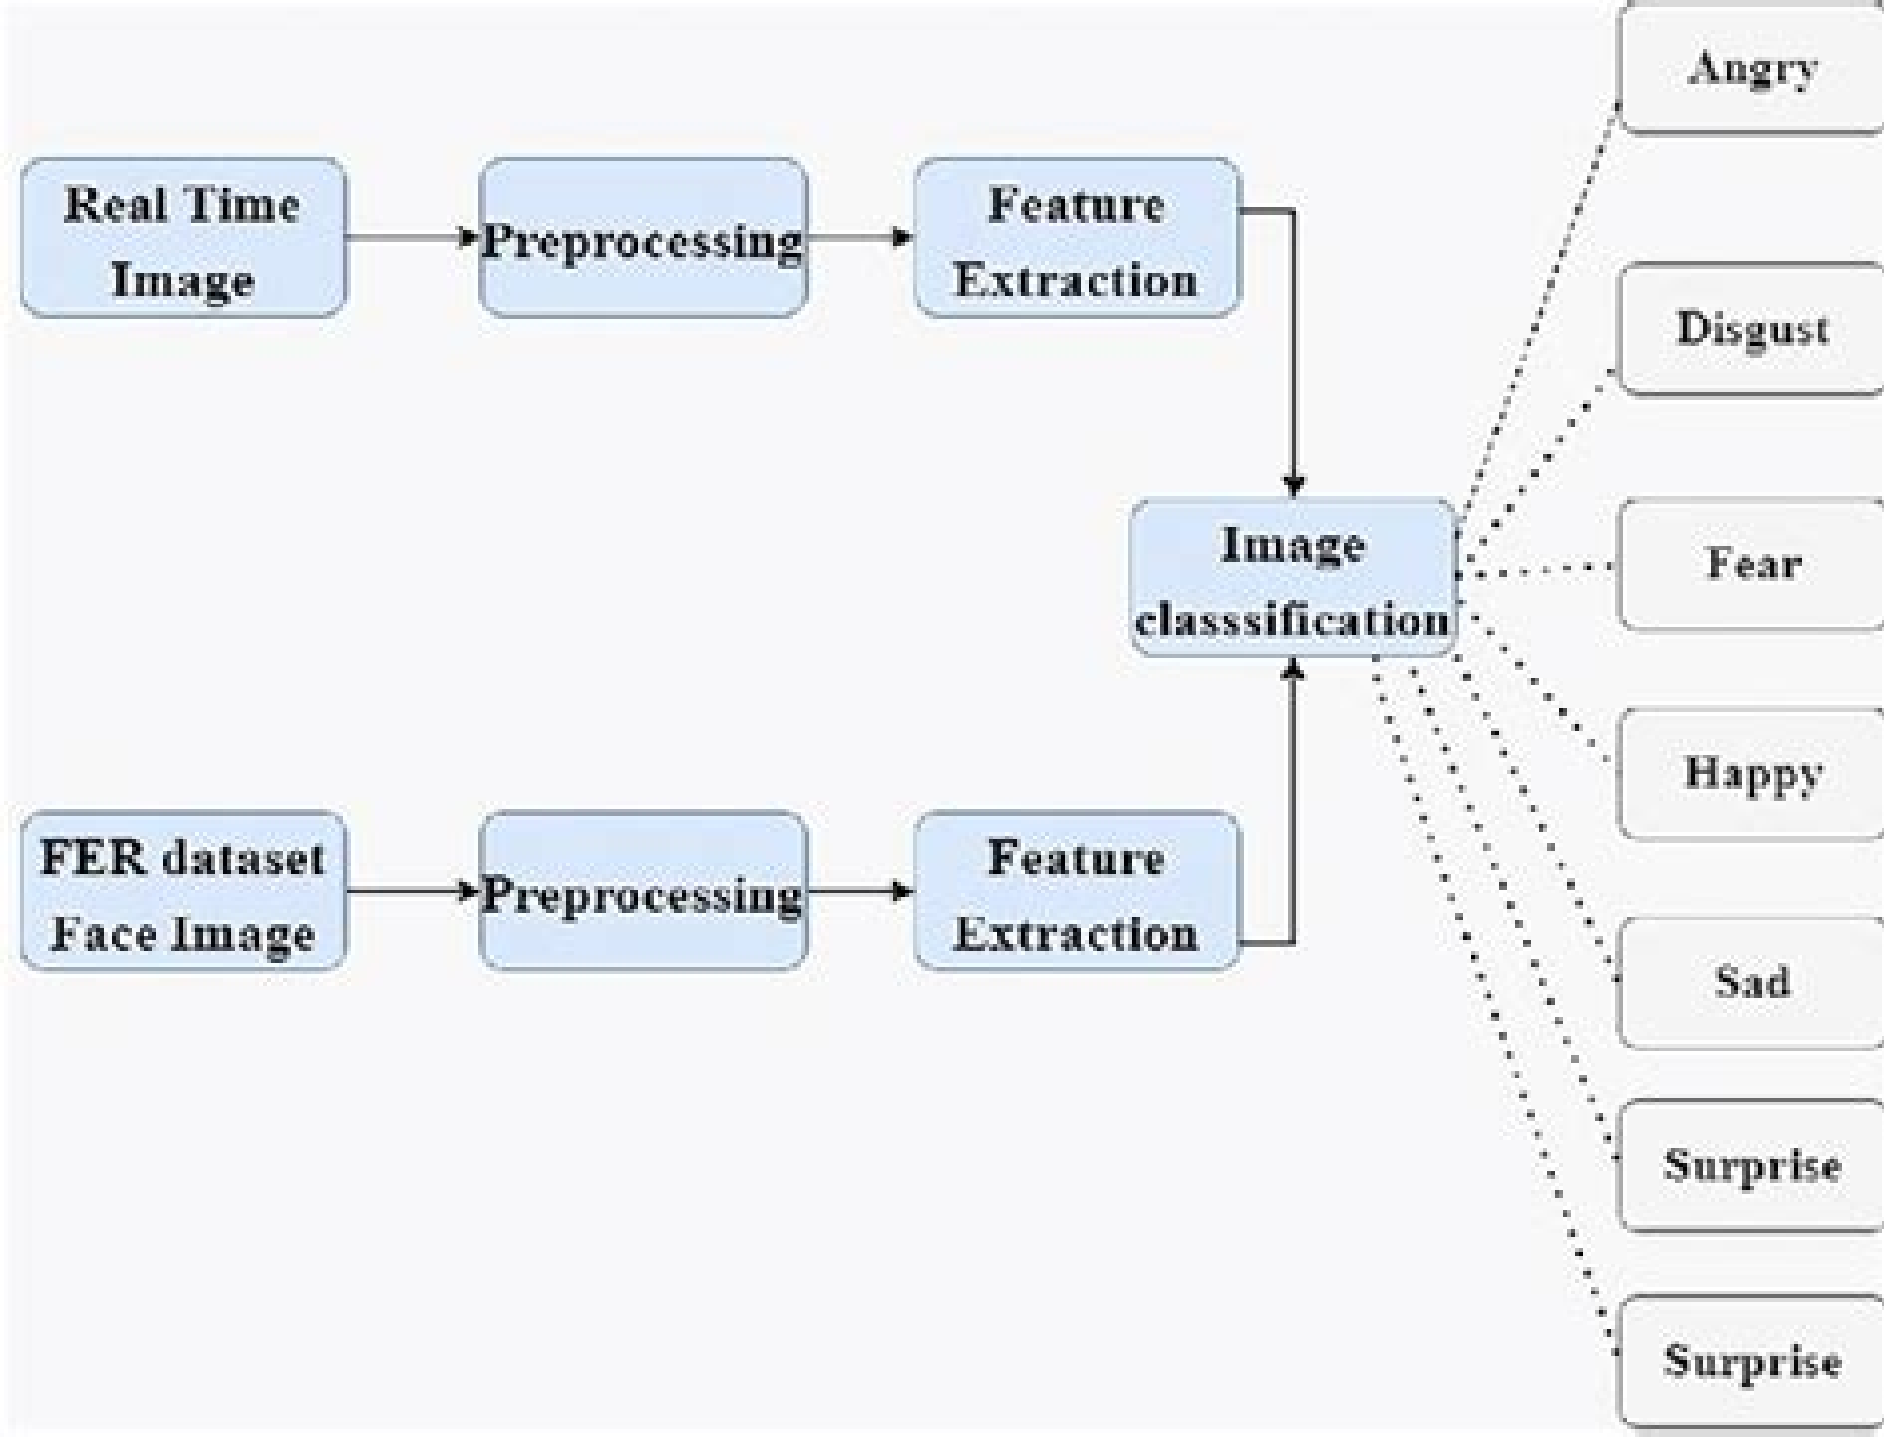 Angry
Real Time
Image
Preprocessing
Feature
Extraction
Disgust
Image
classsification
Fear
Happy
FER dataset
Face Image
Preprocessing
Feature
Extraction
Sad
Surprise
Surprise